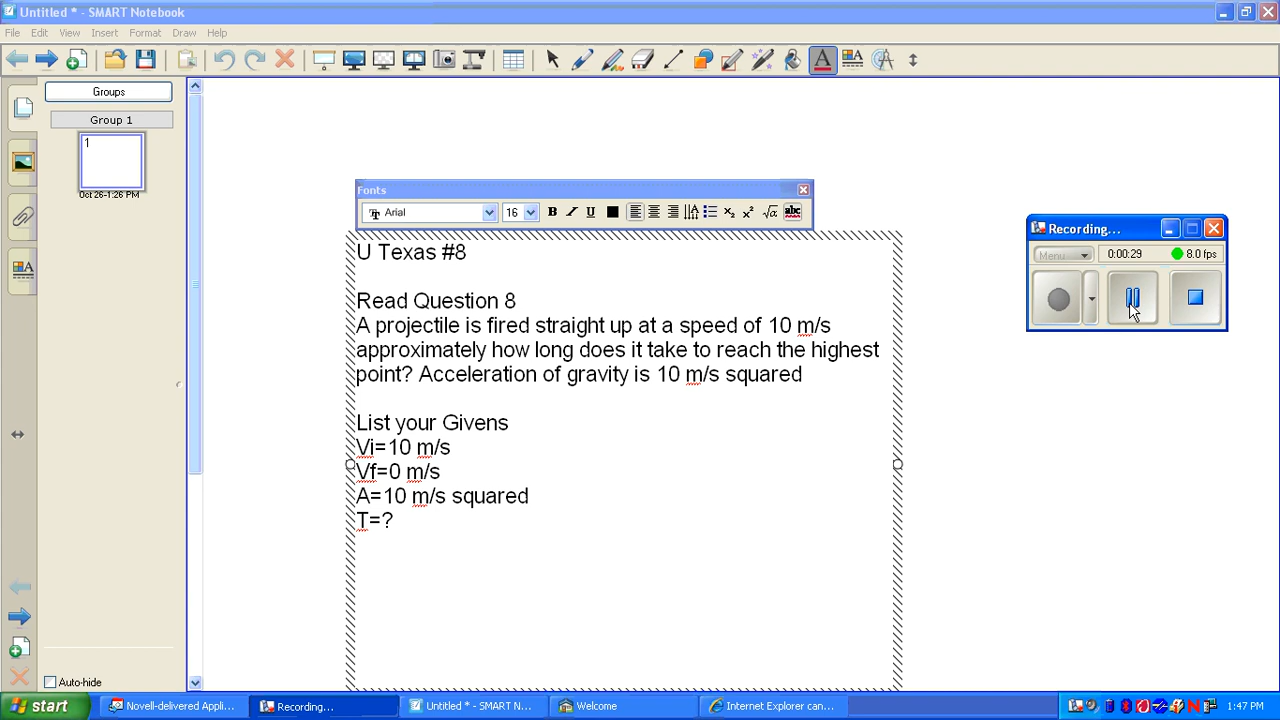 Untitled * - SMART Notebook
File Edit View Insert Format Draw Help
Groups
Group 1
1
Oct 26-1:26 PM
Fonts
Arial 16 B I U abc
Recording...
Menu 0:00:29 8.0 fps
U Texas #8
Read Question 8
A projectile is fired straight up at a speed of 10 m/s
approximately how long does it take to reach the highest
point? Acceleration of gravity is 10 m/s squared
List your Givens
Vi=10 m/s
Vf=0 m/s
A=10 m/s squared
T=?
Auto-hide
start Novell-delivered Appli... Recording... Untitled * - SMART N... Welcome Internet Explorer can... 1:47 PM